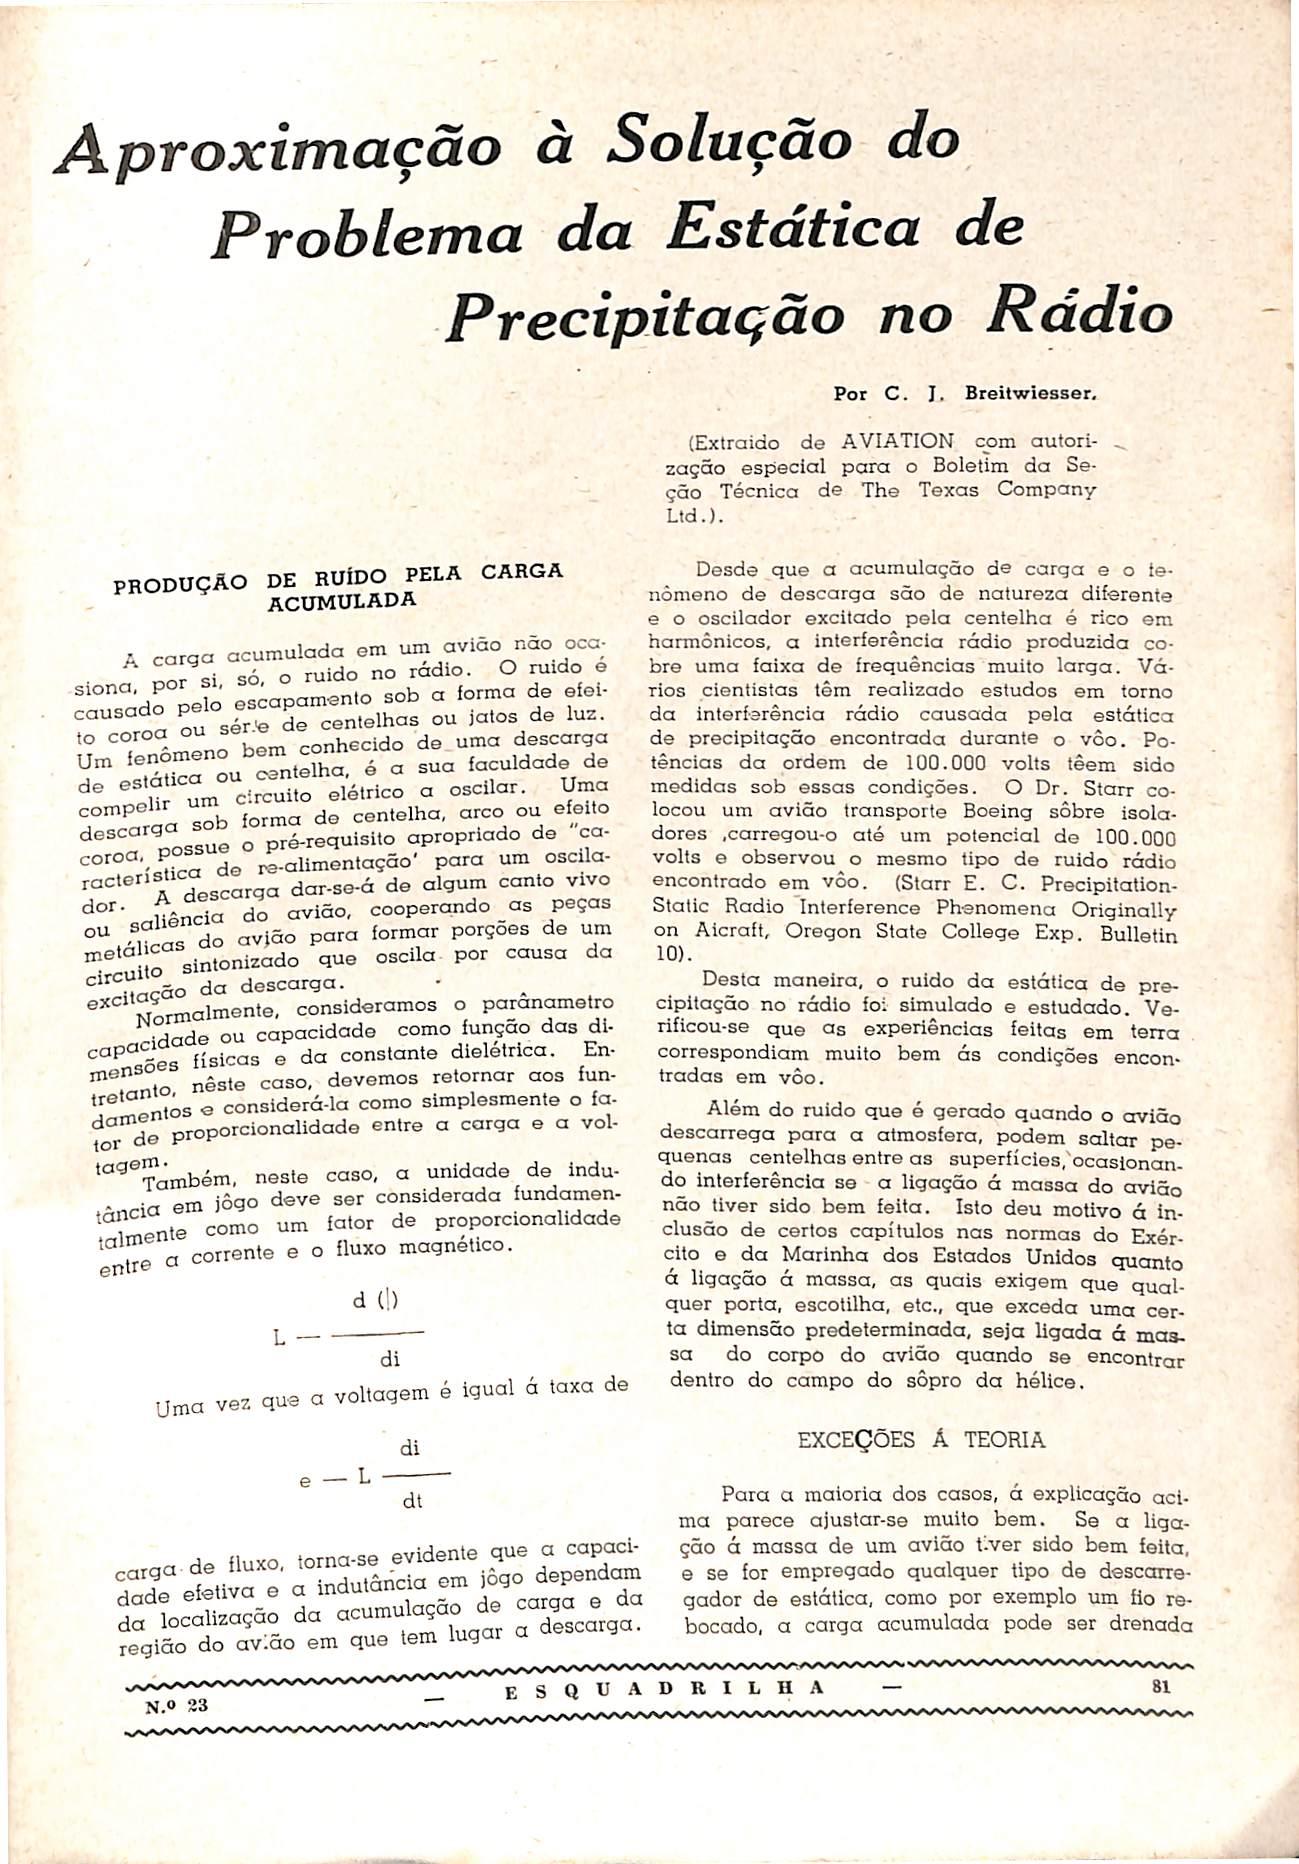 Aproximação à Solução do
Problema da Estática de
Precipitação no Rádio
Por C. J. Breitwiesser.
(Extraido de AVIATION com autori-
zação especial para o Boletim da Se-
ção Técnica de The Texas Company
Ltd.).
PRODUÇÃO DE RUÍDO PELA CARGA
ACUMULADA
A carga acumulada em um avião não oca-
siona, por si, só, o ruido no rádio. O ruido é
causado pelo escapamento sob a forma de efei-
to coroa ou série de centelhas ou jatos de luz.
Um fenômeno bem conhecido de uma descarga
de estática ou centelha, é a sua faculdade de
compelir um circuito elétrico a oscilar. Uma
descarga sob forma de centelha, arco ou efeito
coroa, possue o pré-requisito apropriado de "ca-
racterística de re-alimentação' para um oscila-
dor. A descarga dar-se-á de algum canto vivo
ou saliência do avião, cooperando as peças
metálicas do avião para formar porções de um
circuito sintonizado que oscila por causa da
excitação da descarga.
Normalmente, consideramos o parânametro
capacidade ou capacidade como função das di-
mensões físicas e da constante dielétrica. En-
tretanto, nêste caso, devemos retornar aos fun-
damentos e considerá-la como simplesmente o fa-
tor de proporcionalidade entre a carga e a vol-
tagem.
Também, neste caso, a unidade de indu-
tância em jôgo deve ser considerada fundamen-
talmente como um fator de proporcionalidade
entre a corrente e o fluxo magnético.
d (|)
L — ———
di
Uma vez que a voltagem é igual á taxa de
di
e — L ———
dt
carga de fluxo, torna-se evidente que a capaci-
dade efetiva e a indutância em jôgo dependam
da localização da acumulação de carga e da
região do avião em que tem lugar a descarga.
Desde que a acumulação de carga e o fe-
nômeno de descarga são de natureza diferente
e o oscilador excitado pela centelha é rico em
harmônicos, a interferência rádio produzida co-
bre uma faixa de frequências muito larga. Vá-
rios cientistas têm realizado estudos em torno
da interferência rádio causada pela estática
de precipitação encontrada durante o vôo. Po-
tências da ordem de 100.000 volts têem sido
medidas sob essas condições. O Dr. Starr co-
locou um avião transporte Boeing sôbre isola-
dores ,carregou-o até um potencial de 100.000
volts e observou o mesmo tipo de ruido rádio
encontrado em vôo. (Starr E. C. Precipitation-
Static Radio Interference Phenomena Originally
on Aicraft, Oregon State College Exp. Bulletin
10).
Desta maneira, o ruido da estática de pre-
cipitação no rádio foi simulado e estudado. Ve-
rificou-se que as experiências feitas em terra
correspondiam muito bem ás condições encon-
tradas em vôo.
Além do ruido que é gerado quando o avião
descarrega para a atmosfera, podem saltar pe-
quenas centelhas entre as superfícies, ocasionan-
do interferência se a ligação á massa do avião
não tiver sido bem feita. Isto deu motivo á in-
clusão de certos capítulos nas normas do Exér-
cito e da Marinha dos Estados Unidos quanto
á ligação á massa, as quais exigem que qual-
quer porta, escotilha, etc., que exceda uma cer-
ta dimensão predeterminada, seja ligada á mas-
sa do corpo do avião quando se encontrar
dentro do campo do sôpro da hélice.
EXCEÇÕES Á TEORIA
Para a maioria dos casos, á explicação aci-
ma parece ajustar-se muito bem. Se a liga-
ção á massa de um avião tiver sido bem feita,
e se for empregado qualquer tipo de descarre-
gador de estática, como por exemplo um fio re-
bocado, a carga acumulada pode ser drenada
N.º 23 — ESQUADRILHA — 81